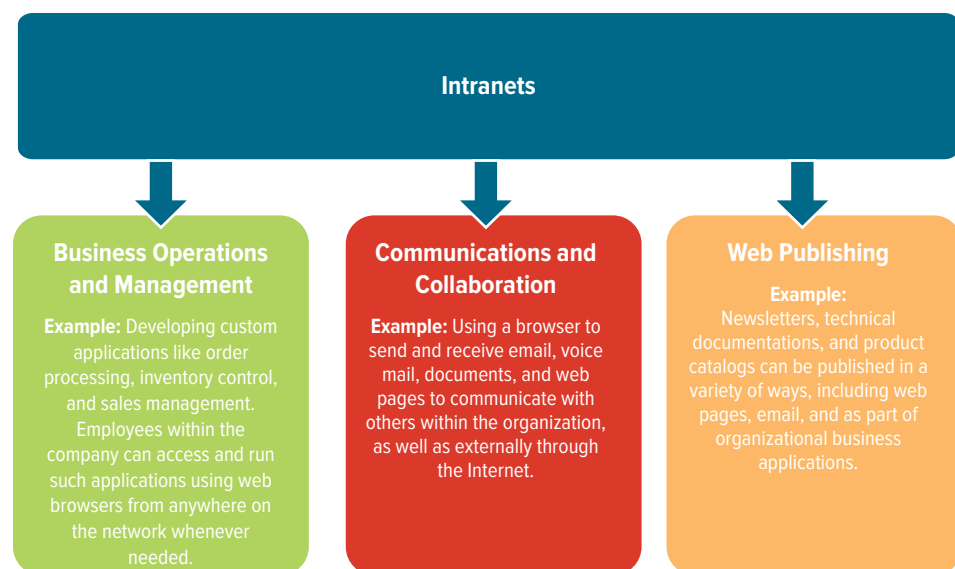 Intranets
Business Operations
and Management
Example: Developing custom
applications like order
processing, inventory control,
and sales management.
Employees within the
company can access and run
such applications using web
browsers from anywhere on
the network whenever
needed.
Communications and
Collaboration
Example: Using a browser to
send and receive email, voice
mail, documents, and web
pages to communicate with
others within the organization,
as well as externally through
the Internet.
Web Publishing
Example:
Newsletters, technical
documentations, and product
catalogs can be published in a
variety of ways, including web
pages, email, and as part of
organizational business
applications.